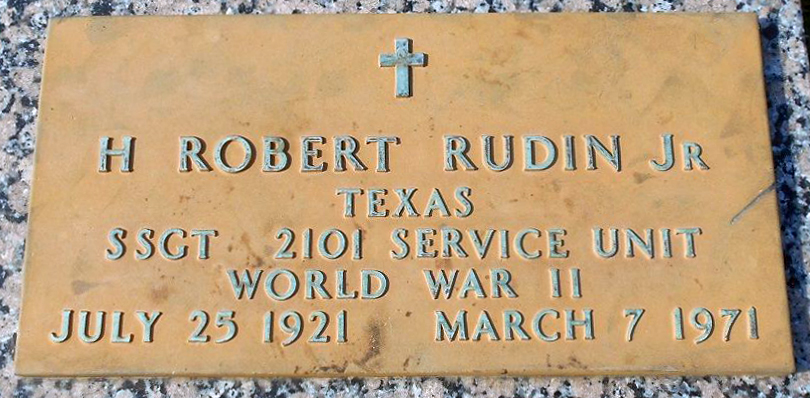 H ROBERT RUDIN JR
TEXAS
SSGT 2101 SERVICE UNIT
WORLD WAR II
JULY 25 1921 MARCH 7 1971